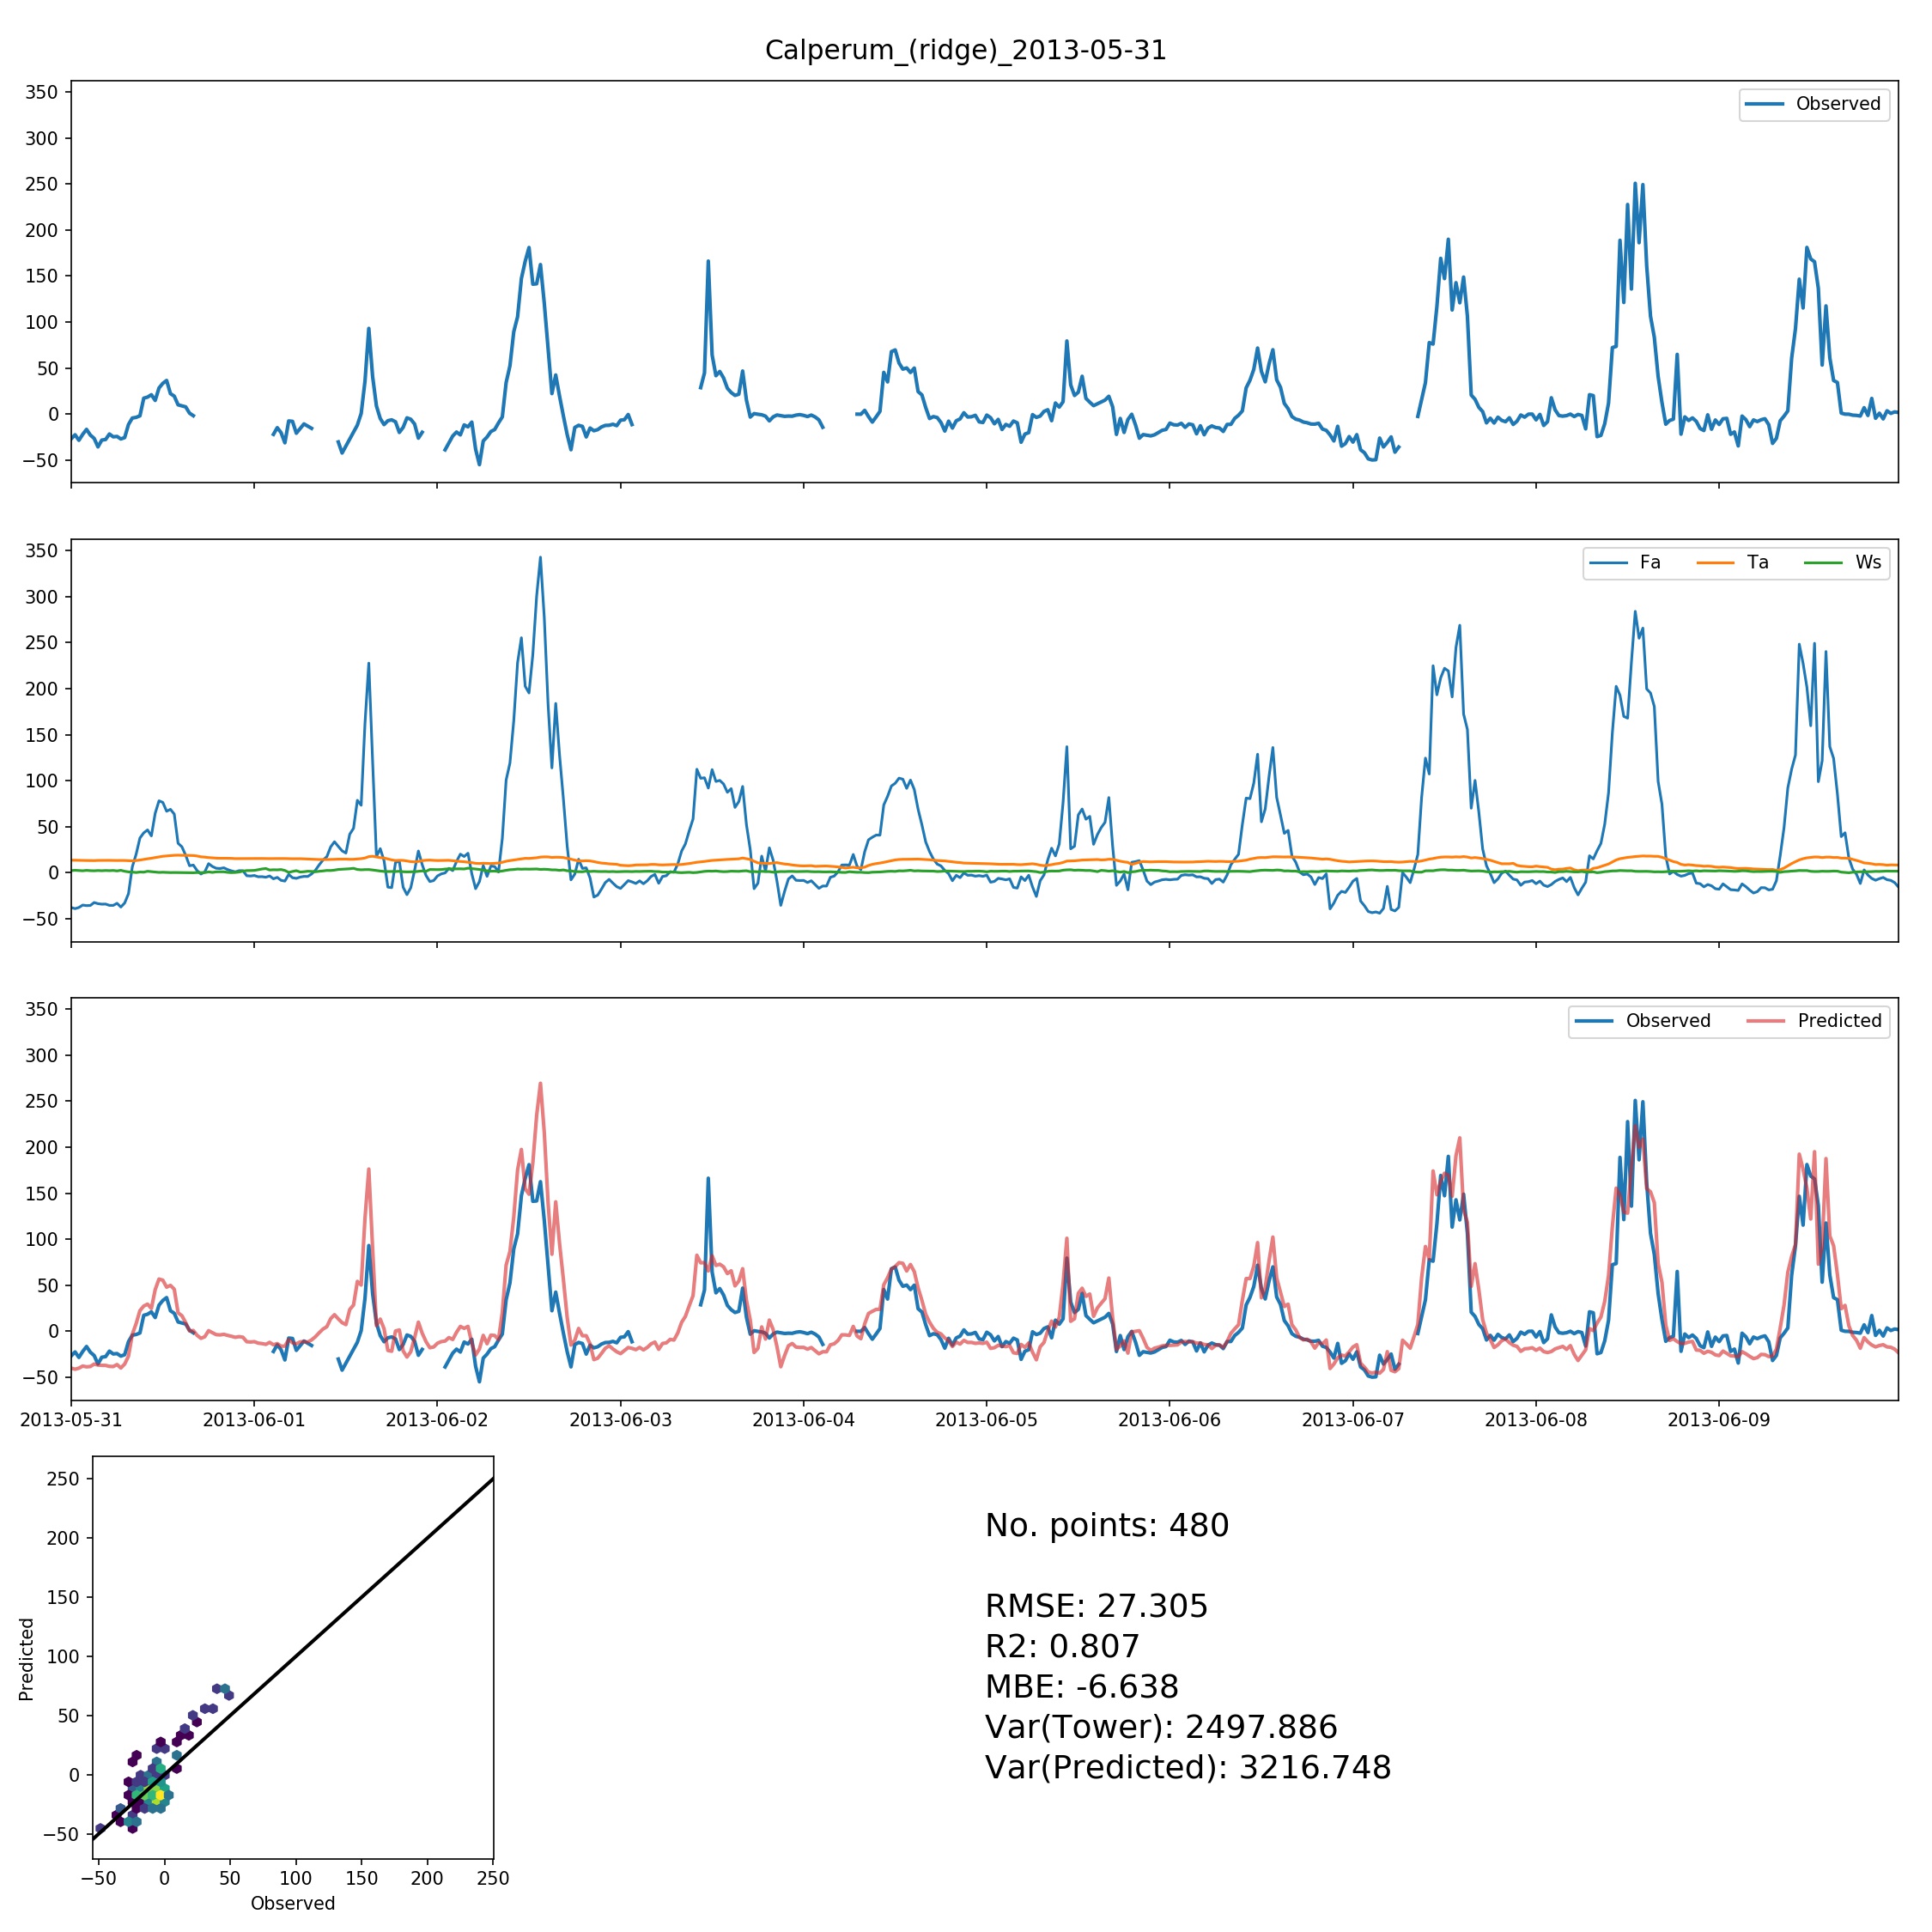 Calperum_(ridge)_2013-05-31
350
300
250
200
150
100
50
0
−50
Observed
350
300
250
200
150
100
50
0
−50
Fa Ta Ws
350
300
250
200
150
100
50
0
−50
Observed Predicted
2013-05-31 2013-06-01 2013-06-02 2013-06-03 2013-06-04 2013-06-05 2013-06-06 2013-06-07 2013-06-08 2013-06-09
Predicted
250
200
150
100
50
0
−50
−50 0 50 100 150 200 250
Observed
No. points: 480
RMSE: 27.305
R2: 0.807
MBE: -6.638
Var(Tower): 2497.886
Var(Predicted): 3216.748